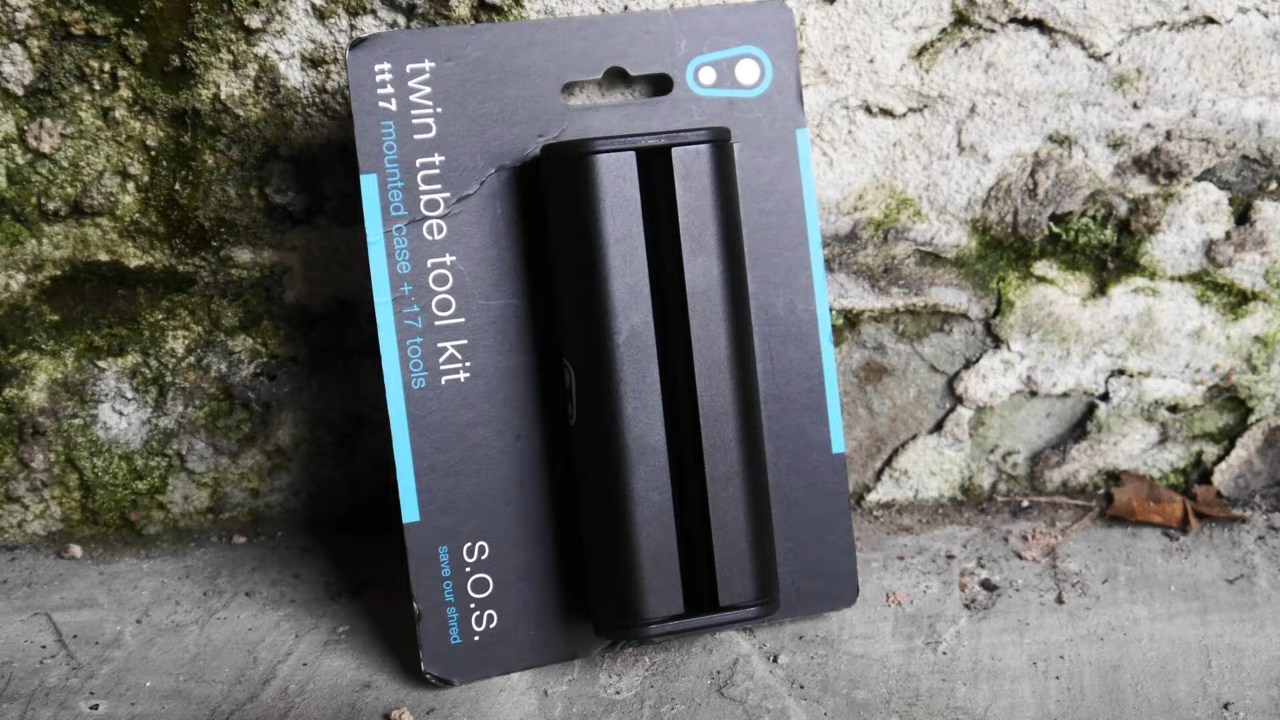 twin tube tool kit
tt17 mounted case + 17 tools
S.O.S.
save our shred